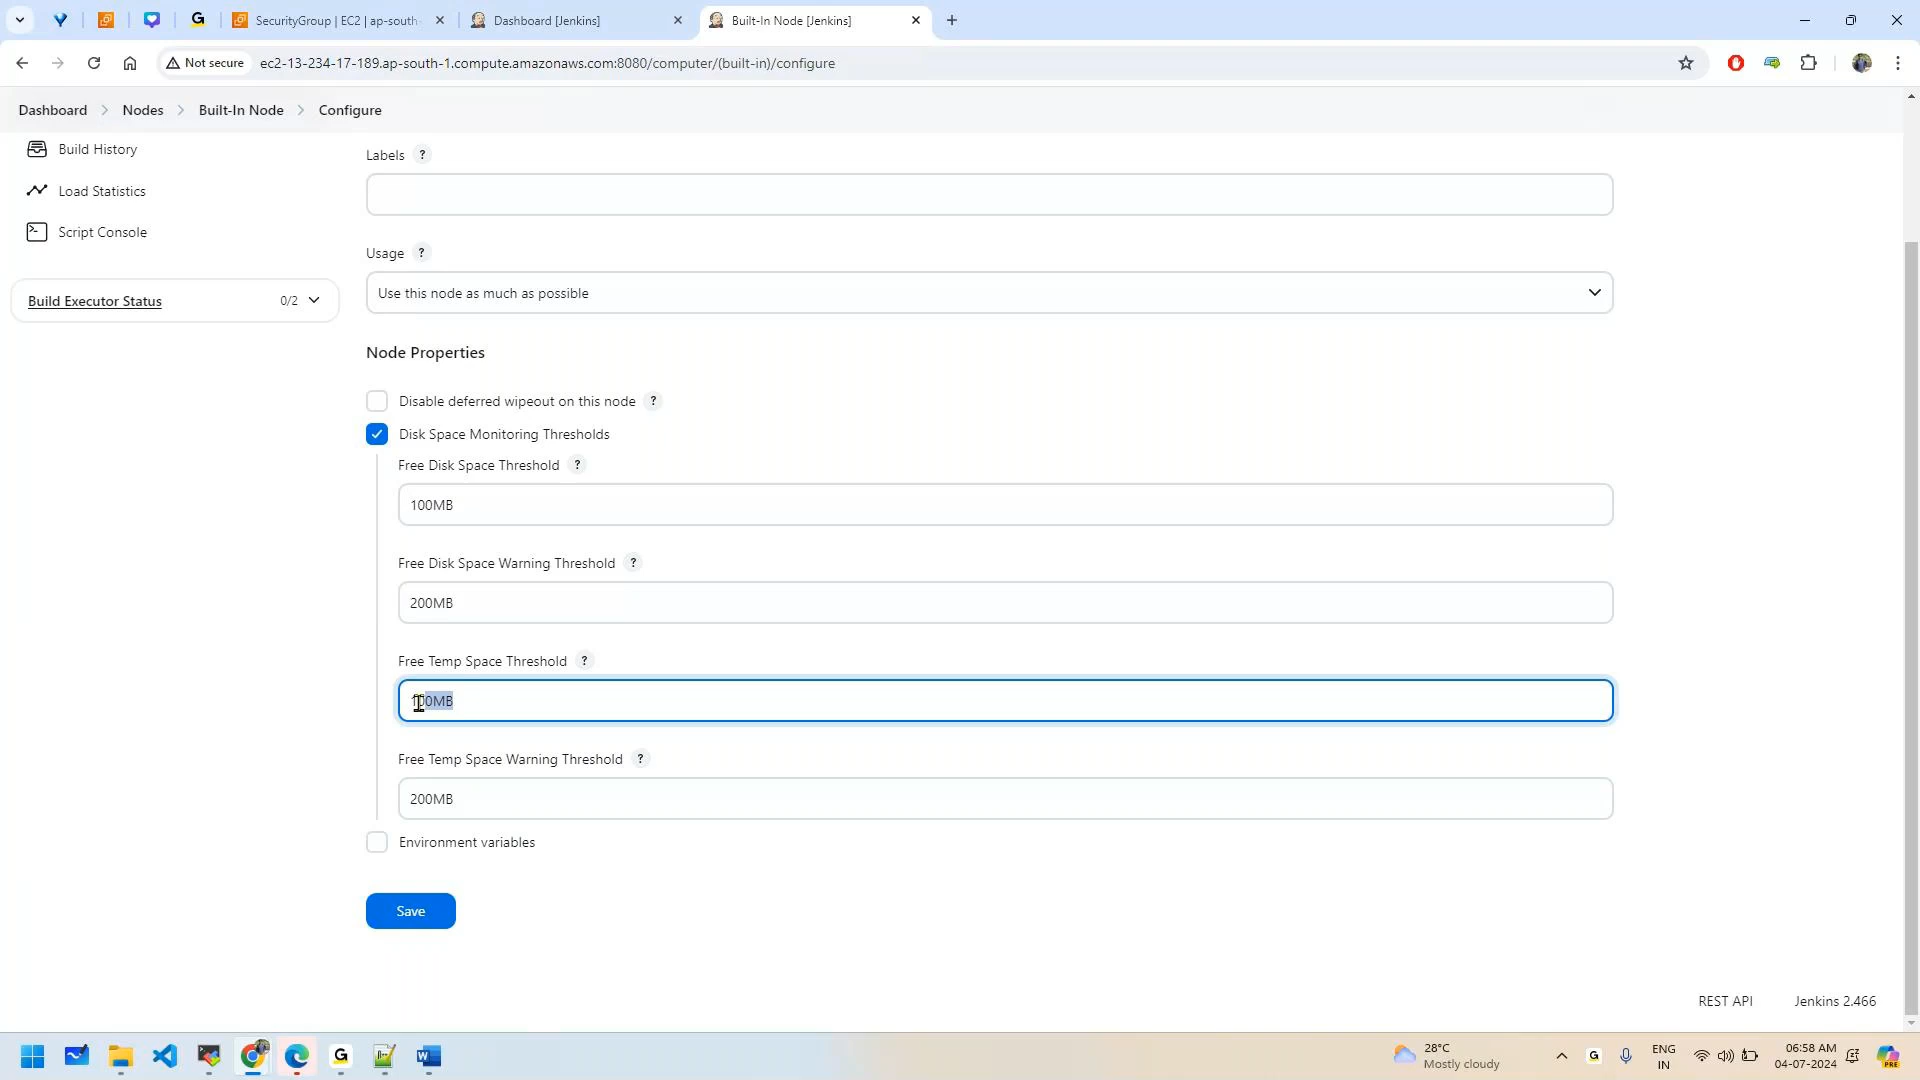 SecurityGroup | EC2 | ap-south-
Dashboard [Jenkins]
Built-In Node [Jenkins]
Not secure
ec2-13-234-17-189.ap-south-1.compute.amazonaws.com:8080/computer/(built-in)/configure
Dashboard
Nodes
Built-In Node
Configure
Build History
Load Statistics
Script Console
Build Executor Status
0/2
Labels ?
Usage ?
Use this node as much as possible
Node Properties
Disable deferred wipeout on this node ?
Disk Space Monitoring Thresholds
Free Disk Space Threshold ?
100MB
Free Disk Space Warning Threshold ?
200MB
Free Temp Space Threshold ?
100MB
Free Temp Space Warning Threshold ?
200MB
Environment variables
Save
REST API
Jenkins 2.466
28°C
Mostly cloudy
ENG
IN
06:58 AM
04-07-2024